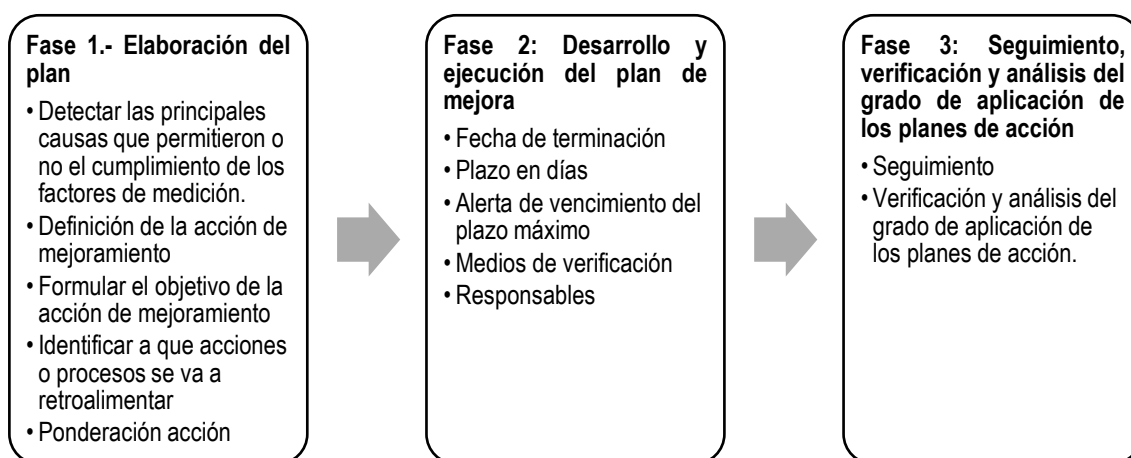 Fase 1.- Elaboración del
plan
• Detectar las principales
causas que permitieron o
no el cumplimiento de los
factores de medición.
• Definición de la acción de
mejoramiento
• Formular el objetivo de la
acción de mejoramiento
• Identificar a que acciones
o procesos se va a
retroalimentar
• Ponderación acción
Fase 2: Desarrollo y
ejecución del plan de
mejora
• Fecha de terminación
• Plazo en días
• Alerta de vencimiento del
plazo máximo
• Medios de verificación
• Responsables
Fase 3: Seguimiento,
verificación y análisis del
grado de aplicación de
los planes de acción
• Seguimiento
• Verificación y análisis del
grado de aplicación de
los planes de acción.